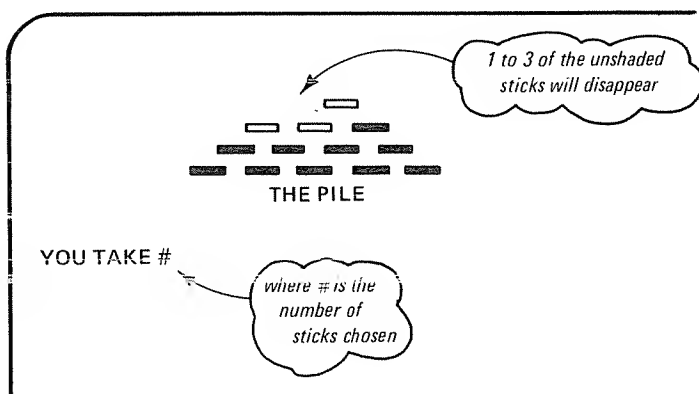 1 to 3 of the unshaded
sticks will disappear
THE PILE
YOU TAKE #
where # is the
number of
sticks chosen